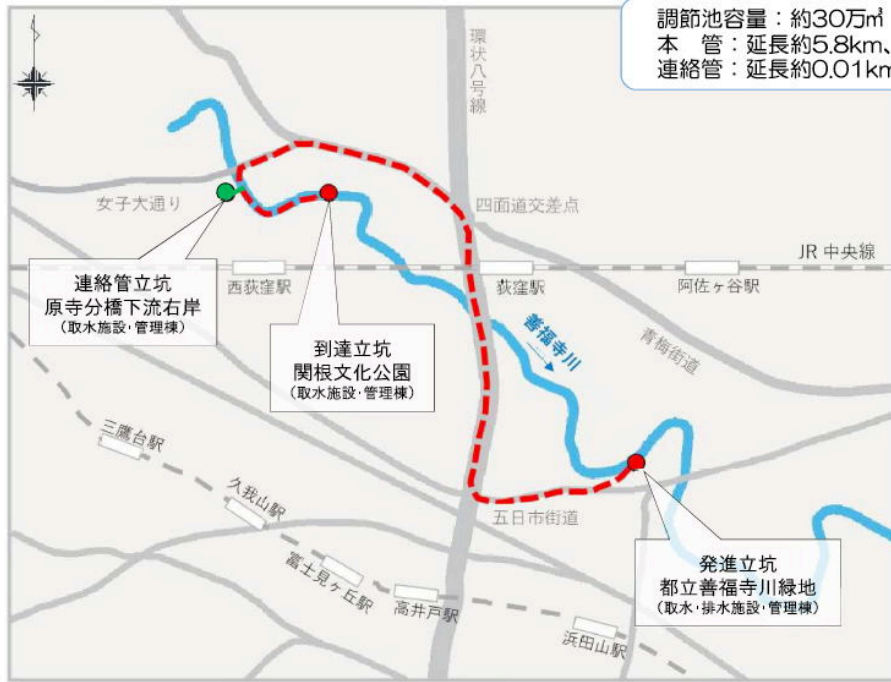 調節池容量：約30万㎥
本　管：延長約5.8km、
連絡管：延長約0.01km
環状八号線
女子大通り
四面道交差点
JR 中央線
連絡管立坑
原寺分橋下流右岸
（取水施設・管理棟）
西荻窪駅
荻窪駅
阿佐ヶ谷駅
到達立坑
関根文化公園
（取水施設・管理棟）
善福寺川
青梅街道
三鷹台駅
久我山駅
富士見ヶ丘駅
高井戸駅
浜田山駅
五日市街道
発進立坑
都立善福寺川緑地
（取水・排水施設・管理棟）